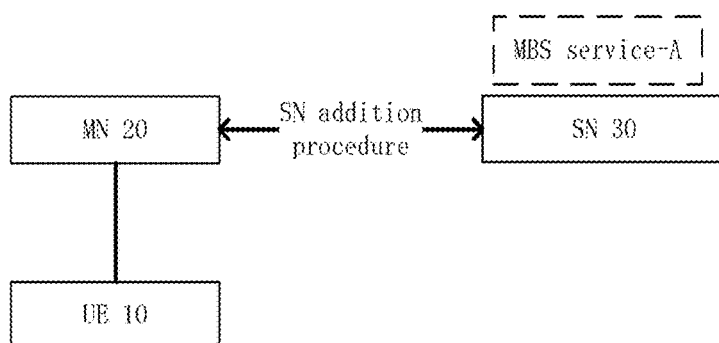 MBS service-A
MN 20
SN addition
procedure
SN 30
UE 10